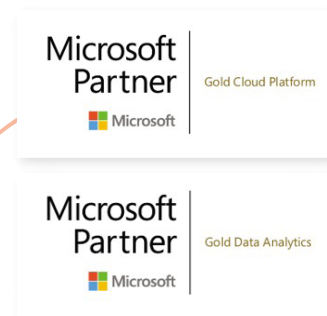 Microsoft
Partner
Gold Cloud Platform
Microsoft
Microsoft
Partner
Gold Data Analytics
Microsoft